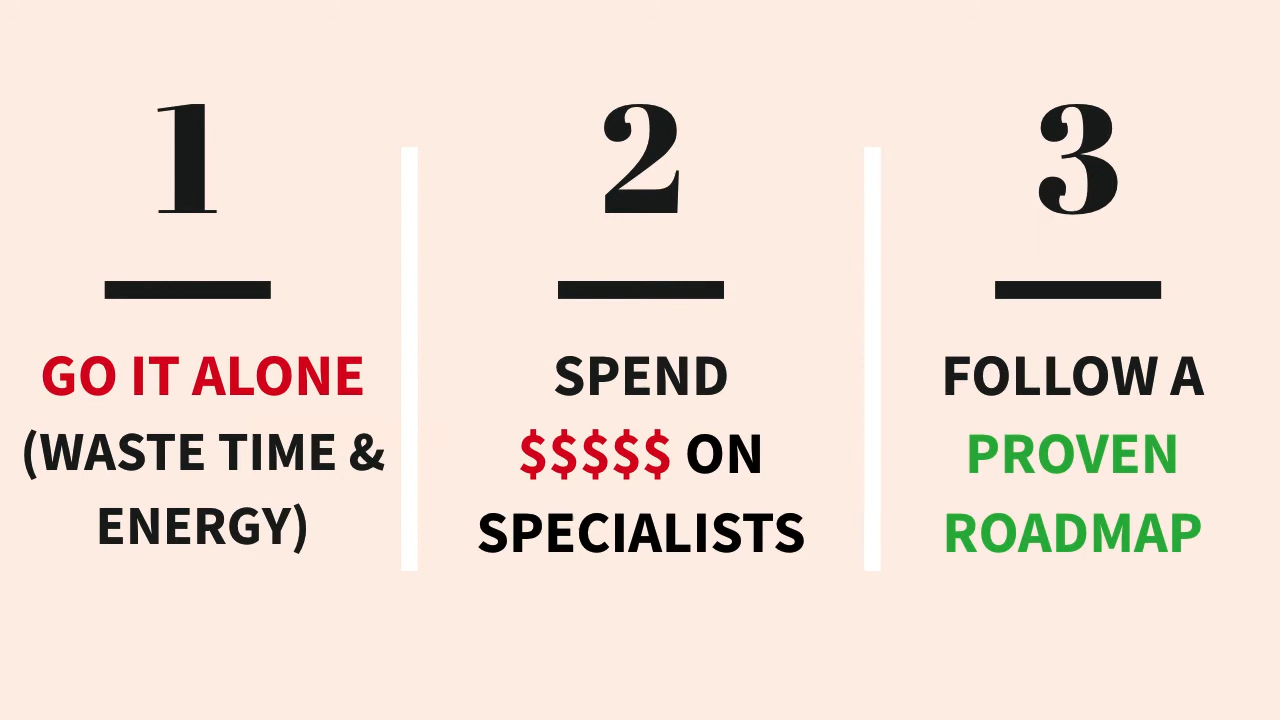 1
GO IT ALONE
(WASTE TIME &
ENERGY)
2
SPEND
$$$$$ ON
SPECIALISTS
3
FOLLOW A
PROVEN
ROADMAP